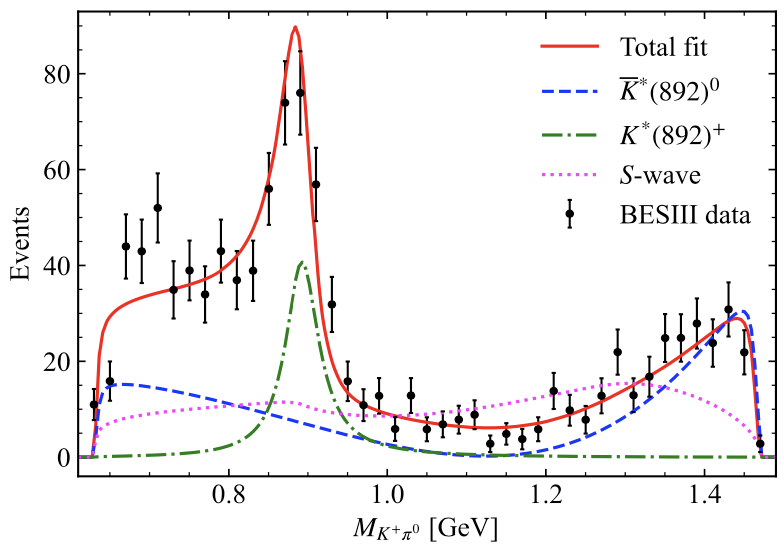 Total fit
K̅*(892)⁰
K*(892)⁺
S-wave
BESIII data
Events
80
60
40
20
0
0.8 1.0 1.2 1.4
M_{K⁺π⁰} [GeV]